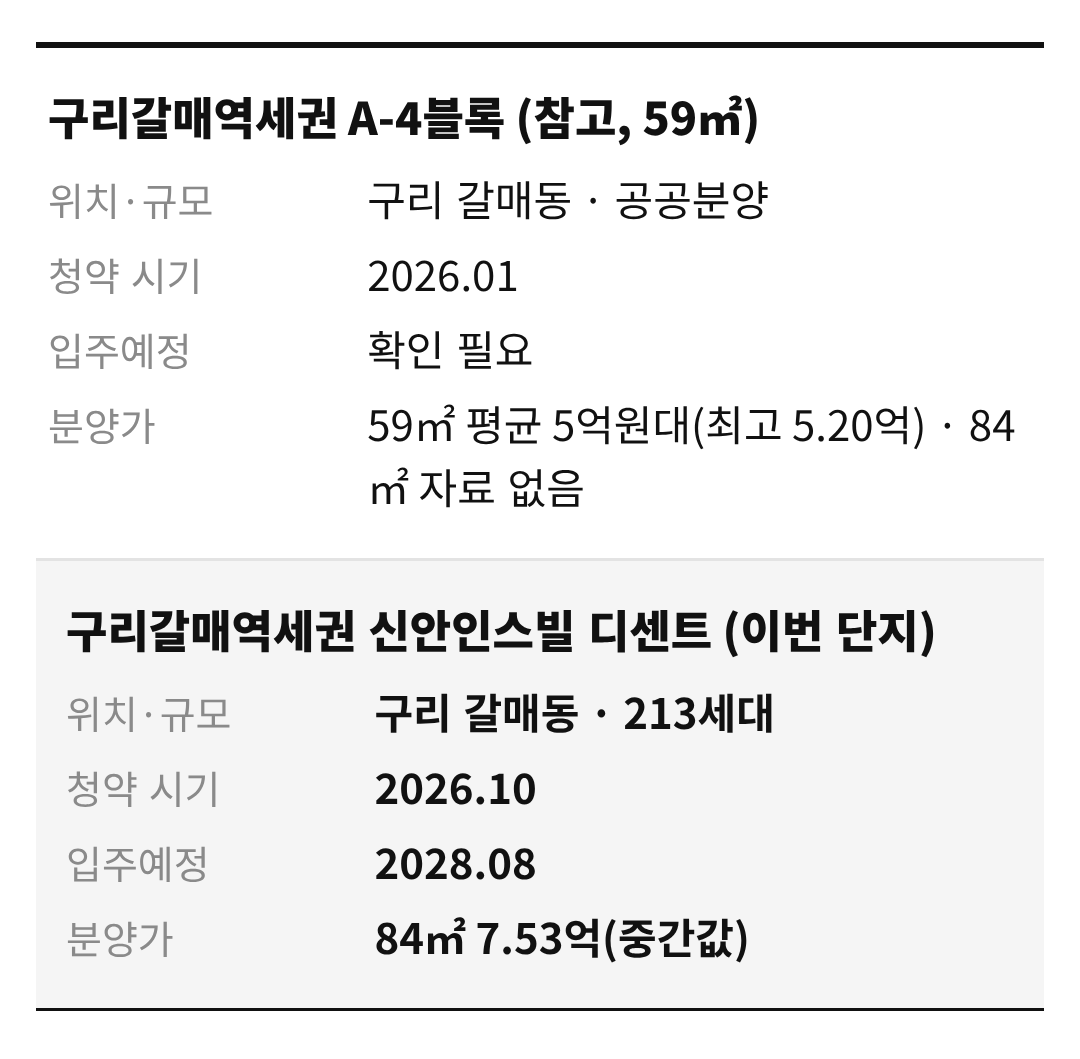 구리갈매역세권 A-4블록 (참고, 59㎡)
위치·규모 구리 갈매동 · 공공분양
청약 시기 2026.01
입주예정 확인 필요
분양가 59㎡ 평균 5억원대(최고 5.20억) · 84
㎡ 자료 없음
구리갈매역세권 신안인스빌 디센트 (이번 단지)
위치·규모 구리 갈매동 · 213세대
청약 시기 2026.10
입주예정 2028.08
분양가 84㎡ 7.53억(중간값)